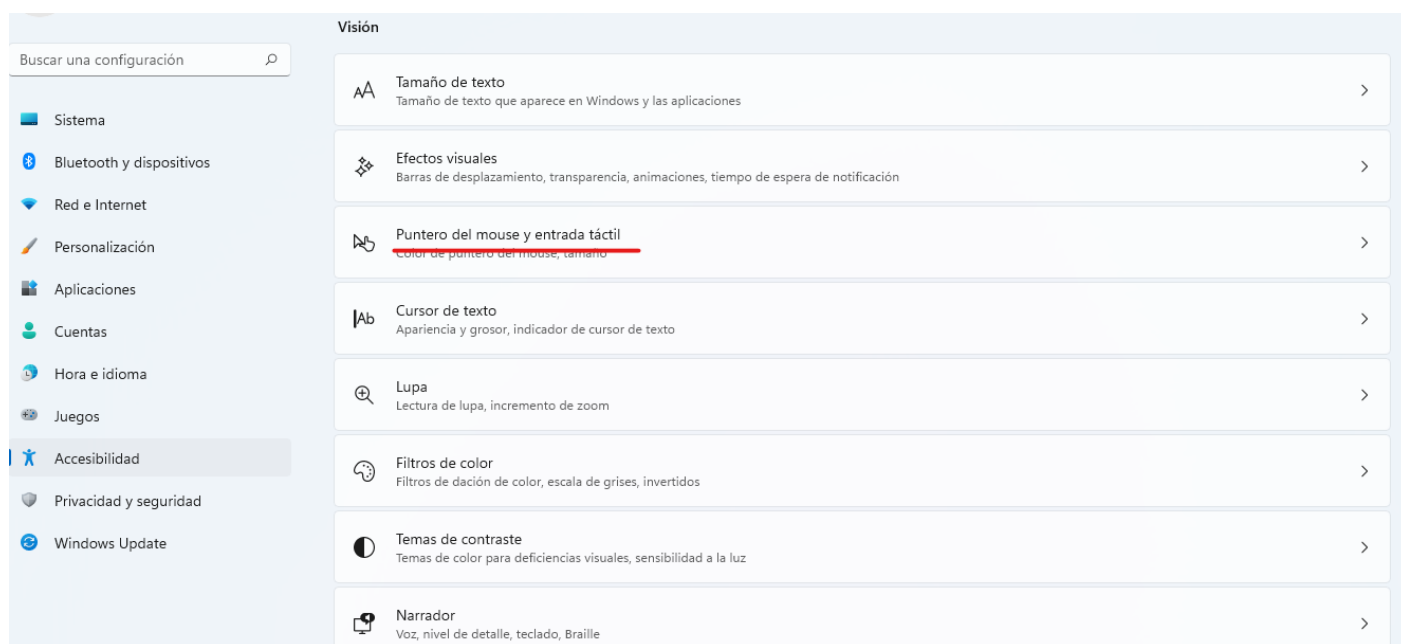 Visión
Buscar una configuración
Sistema
Bluetooth y dispositivos
Red e Internet
Personalización
Aplicaciones
Cuentas
Hora e idioma
Juegos
Accesibilidad
Privacidad y seguridad
Windows Update
Tamaño de texto
Tamaño de texto que aparece en Windows y las aplicaciones
Efectos visuales
Barras de desplazamiento, transparencia, animaciones, tiempo de espera de notificación
Puntero del mouse y entrada táctil
Color de puntero del mouse, tamaño
Ab
Cursor de texto
Apariencia y grosor, indicador de cursor de texto
Lupa
Lectura de lupa, incremento de zoom
Filtros de color
Filtros de dación de color, escala de grises, invertidos
Temas de contraste
Temas de color para deficiencias visuales, sensibilidad a la luz
Narrador
Voz, nivel de detalle, teclado, Braille